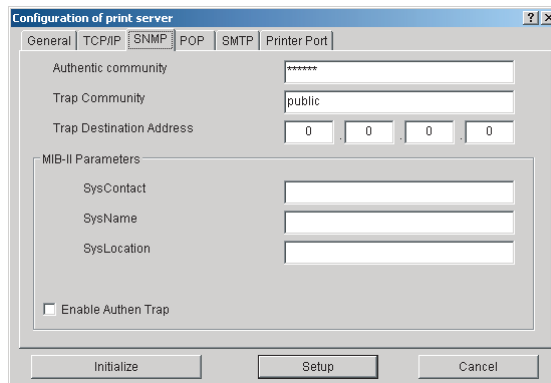 Configuration of print server
General TCP/IP SNMP POP SMTP Printer Port
Authentic community ******
Trap Community public
Trap Destination Address 0 . 0 . 0 . 0
MIB-II Parameters
SysContact
SysName
SysLocation
Enable Authen Trap
Initialize Setup Cancel